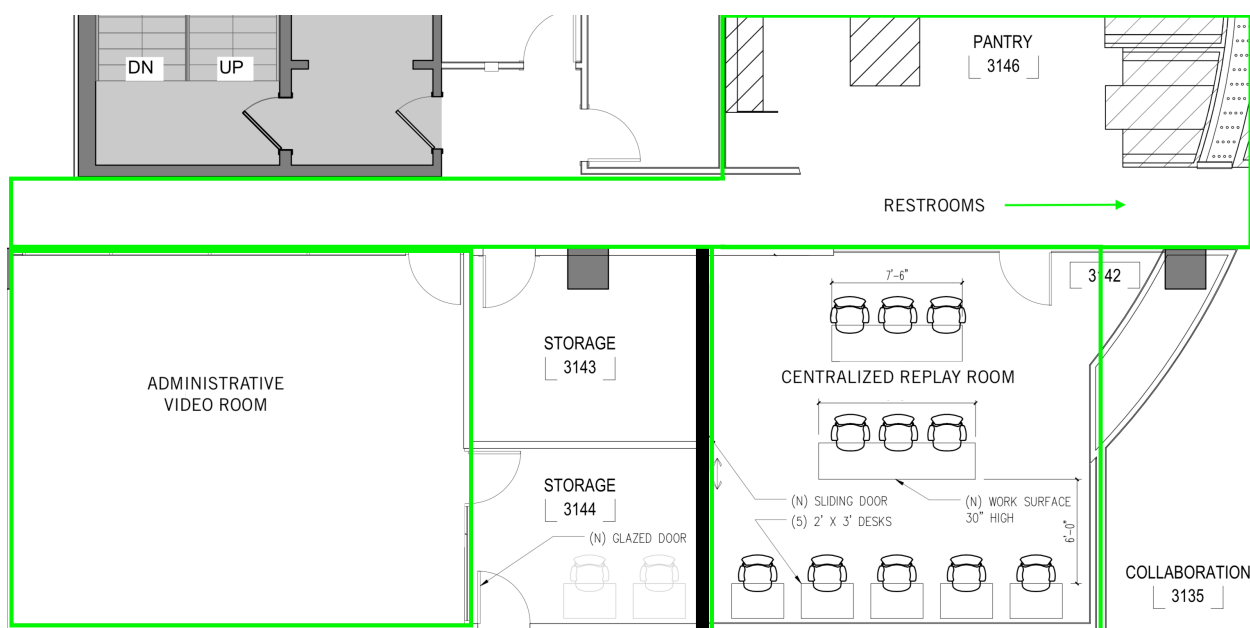 DN
UP
PANTRY
3146
RESTROOMS
7'-6"
3142
STORAGE
3143
ADMINISTRATIVE
VIDEO ROOM
CENTRALIZED REPLAY ROOM
STORAGE
3144
(N) GLAZED DOOR
(N) SLIDING DOOR
(5) 2' X 3' DESKS
(N) WORK SURFACE
30" HIGH
6'-0"
COLLABORATION
3135